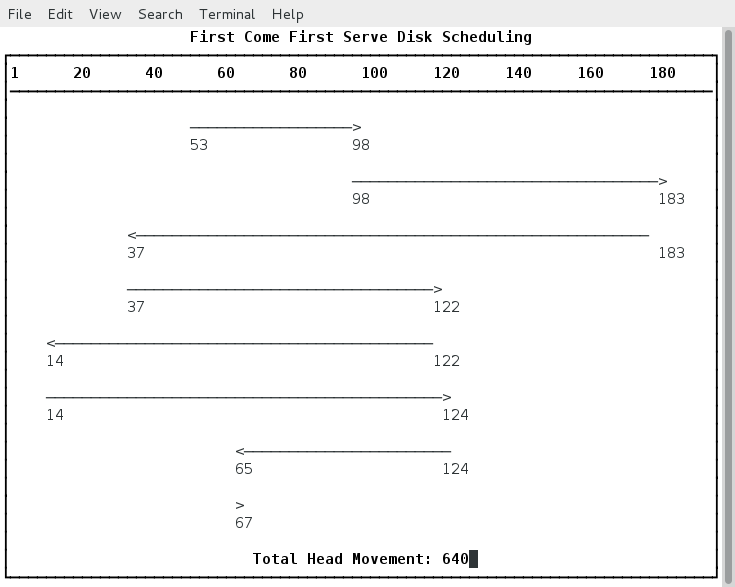 File Edit View Search Terminal Help
First Come First Serve Disk Scheduling
1 20 40 60 80 100 120 140 160 180
53 98
98 183
37 183
37 122
14 122
14 124
65 124
67
Total Head Movement: 640